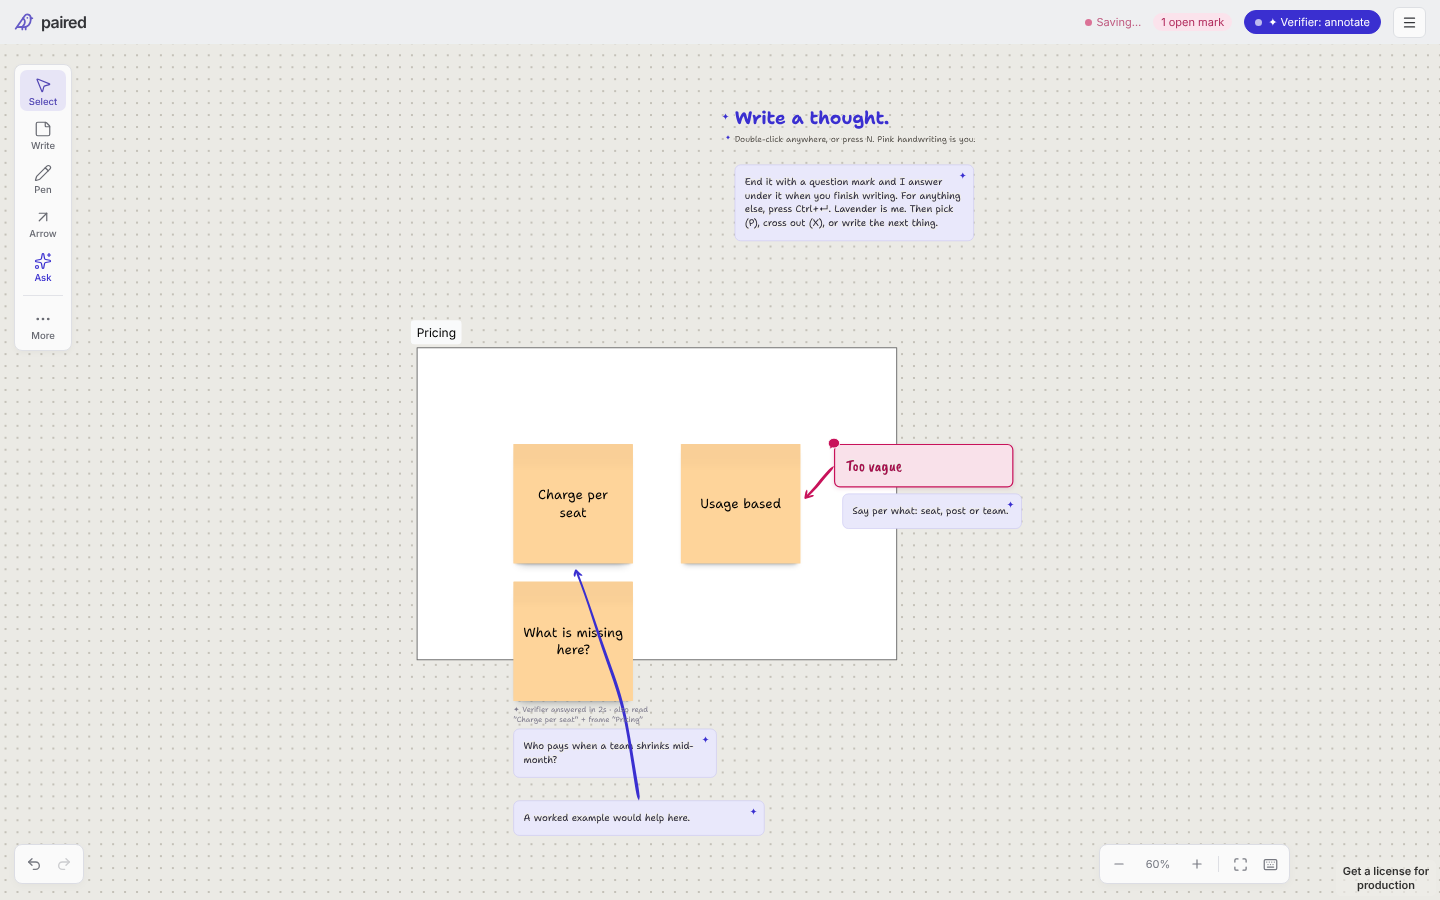 paired
Saving...
1 open mark
✦ Verifier: annotate
Select
Write
Pen
Arrow
Ask
More
Write a thought.
Double-click anywhere, or press N. Pink handwriting is you.
End it with a question mark and I answer
under it when you finish writing. For anything
else, press Ctrl+↵. Lavender is me. Then pick
(P), cross out (X), or write the next thing.
Pricing
Charge per
seat
Usage based
Too vague
Say per what: seat, post or team.
What is missing
here?
✦ Verifier answered in 2s · also read
"Charge per seat" + frame "Pricing"
Who pays when a team shrinks mid-
month?
A worked example would help here.
60%
Get a license for
production